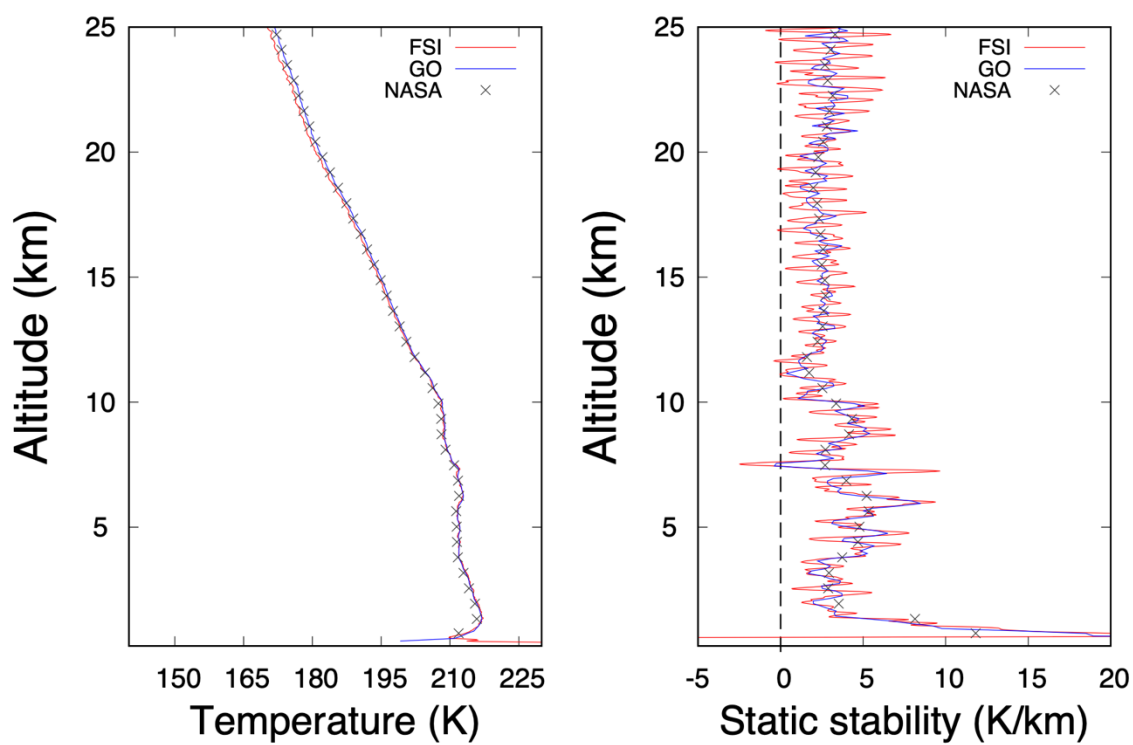 25
20
15
10
5
Altitude (km)
FSI
GO
NASA
150 165 180 195 210 225
Temperature (K)
25
20
15
10
5
Altitude (km)
FSI
GO
NASA
-5 0 5 10 15 20
Static stability (K/km)